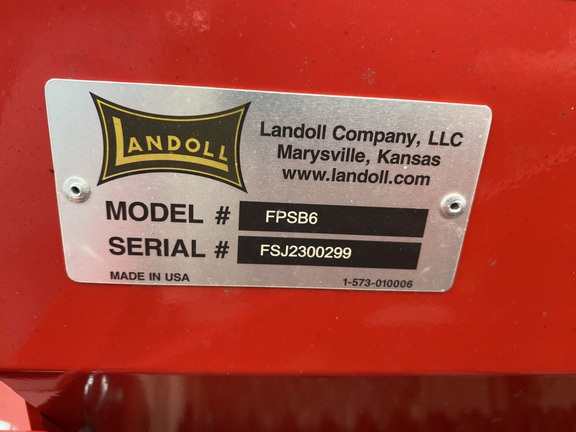 LANDOLL
Landoll Company, LLC
Marysville, Kansas
www.landoll.com
MODEL # FPSB6
SERIAL # FSJ2300299
MADE IN USA 1-573-010006